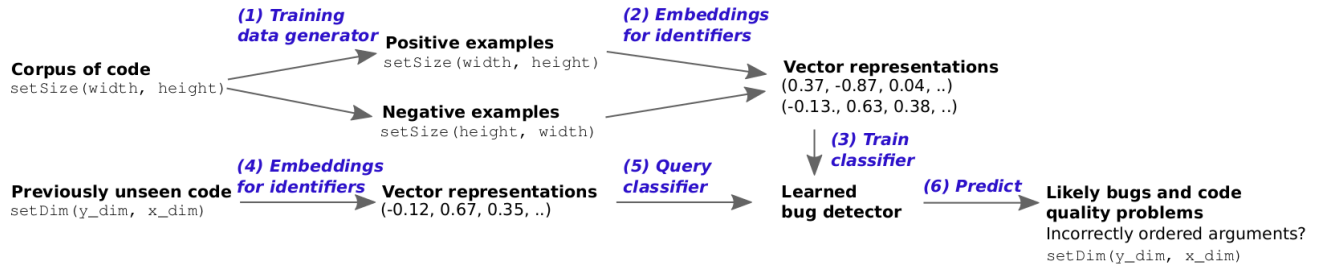 (1) Training
data generator
(2) Embeddings
for identifiers
Corpus of code
setSize(width, height)
Positive examples
setSize(width, height)
Negative examples
setSize(height, width)
Vector representations
(0.37, -0.87, 0.04, ..)
(-0.13., 0.63, 0.38, ..)
(3) Train
classifier
(4) Embeddings
for identifiers
(5) Query
classifier
(6) Predict
Previously unseen code
setDim(y_dim, x_dim)
Vector representations
(-0.12, 0.67, 0.35, ..)
Learned
bug detector
Likely bugs and code
quality problems
Incorrectly ordered arguments?
setDim(y_dim, x_dim)